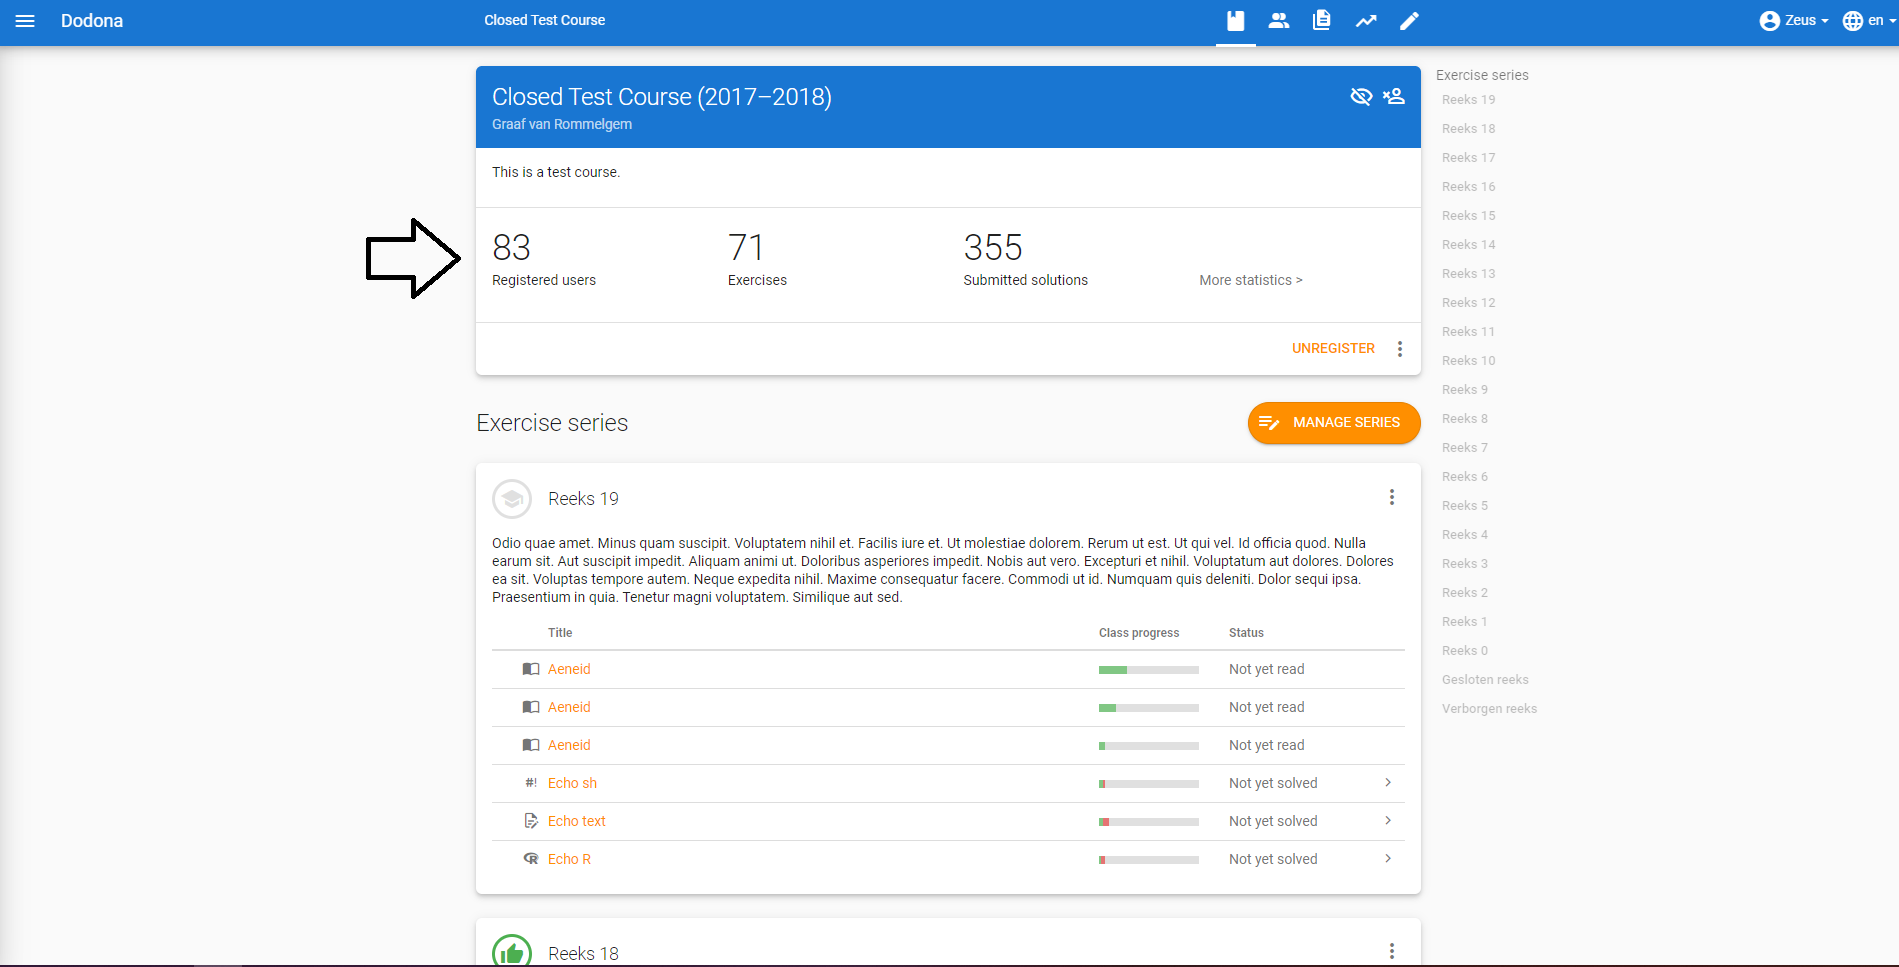 Dodona
Closed Test Course
Zeus
en
Closed Test Course (2017–2018)
Graaf van Rommelgem
This is a test course.
83
Registered users
71
Exercises
355
Submitted solutions
More statistics >
UNREGISTER
Exercise series
MANAGE SERIES
Reeks 19
Odio quae amet. Minus quam suscipit. Voluptatem nihil et. Facilis iure et. Ut molestiae dolorem. Rerum ut est. Ut qui vel. Id officia quod. Nulla
earum sit. Aut suscipit impedit. Aliquam animi ut. Doloribus asperiores impedit. Nobis aut vero. Excepturi et nihil. Voluptatum aut dolores. Dolores
ea sit. Voluptas tempore autem. Neque expedita nihil. Maxime consequatur facere. Commodi ut id. Numquam quis deleniti. Dolor sequi ipsa.
Praesentium in quia. Tenetur magni voluptatem. Similique aut sed.
Title Class progress Status
Aeneid Not yet read
Aeneid Not yet read
Aeneid Not yet read
#! Echo sh Not yet solved
Echo text Not yet solved
R Echo R Not yet solved
Reeks 18
Exercise series
Reeks 19
Reeks 18
Reeks 17
Reeks 16
Reeks 15
Reeks 14
Reeks 13
Reeks 12
Reeks 11
Reeks 10
Reeks 9
Reeks 8
Reeks 7
Reeks 6
Reeks 5
Reeks 4
Reeks 3
Reeks 2
Reeks 1
Reeks 0
Gesloten reeks
Verborgen reeks